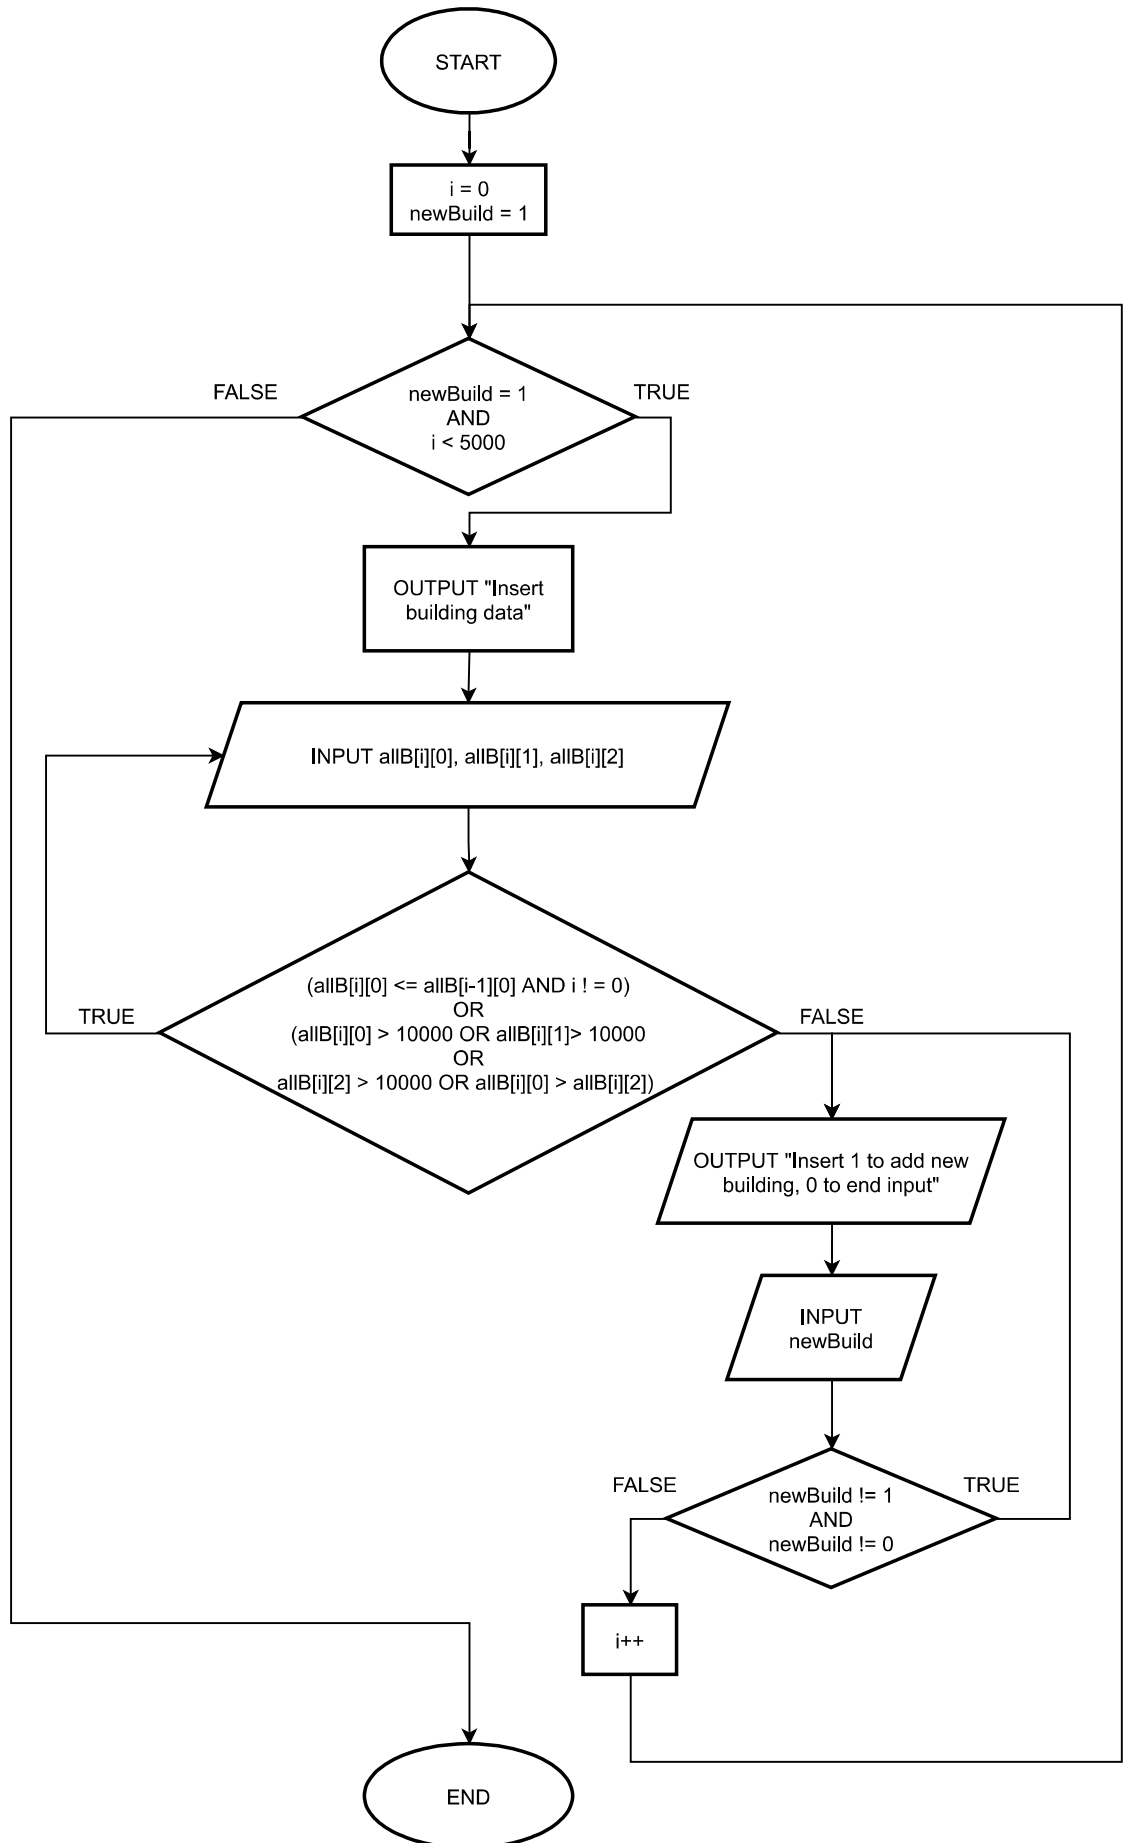 START
i = 0
newBuild = 1
FALSE
newBuild = 1
AND
i < 5000
TRUE
OUTPUT "Insert
building data"
INPUT allB[i][0], allB[i][1], allB[i][2]
TRUE
(allB[i][0] <= allB[i-1][0] AND i ! = 0)
OR
(allB[i][0] > 10000 OR allB[i][1]> 10000
OR
allB[i][2] > 10000 OR allB[i][0] > allB[i][2])
FALSE
OUTPUT "Insert 1 to add new
building, 0 to end input"
INPUT
newBuild
FALSE
newBuild != 1
AND
newBuild != 0
TRUE
i++
END